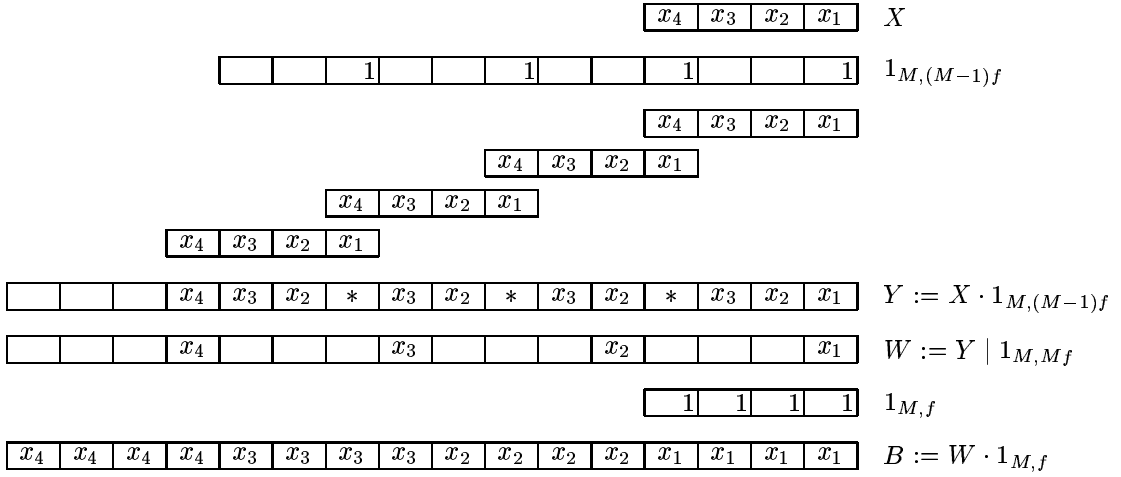 x₄ x₃ x₂ x₁ X
1 1 1 1 1_{M,(M−1)f}
x₄ x₃ x₂ x₁
x₄ x₃ x₂ x₁
x₄ x₃ x₂ x₁
x₄ x₃ x₂ x₁
x₄ x₃ x₂ * x₃ x₂ * x₃ x₂ * x₃ x₂ x₁ Y := X · 1_{M,(M−1)f}
x₄ x₃ x₂ x₁ W := Y | 1_{M,Mf}
1 1 1 1 1_{M,f}
x₄ x₄ x₄ x₄ x₃ x₃ x₃ x₃ x₂ x₂ x₂ x₂ x₁ x₁ x₁ x₁ B := W · 1_{M,f}